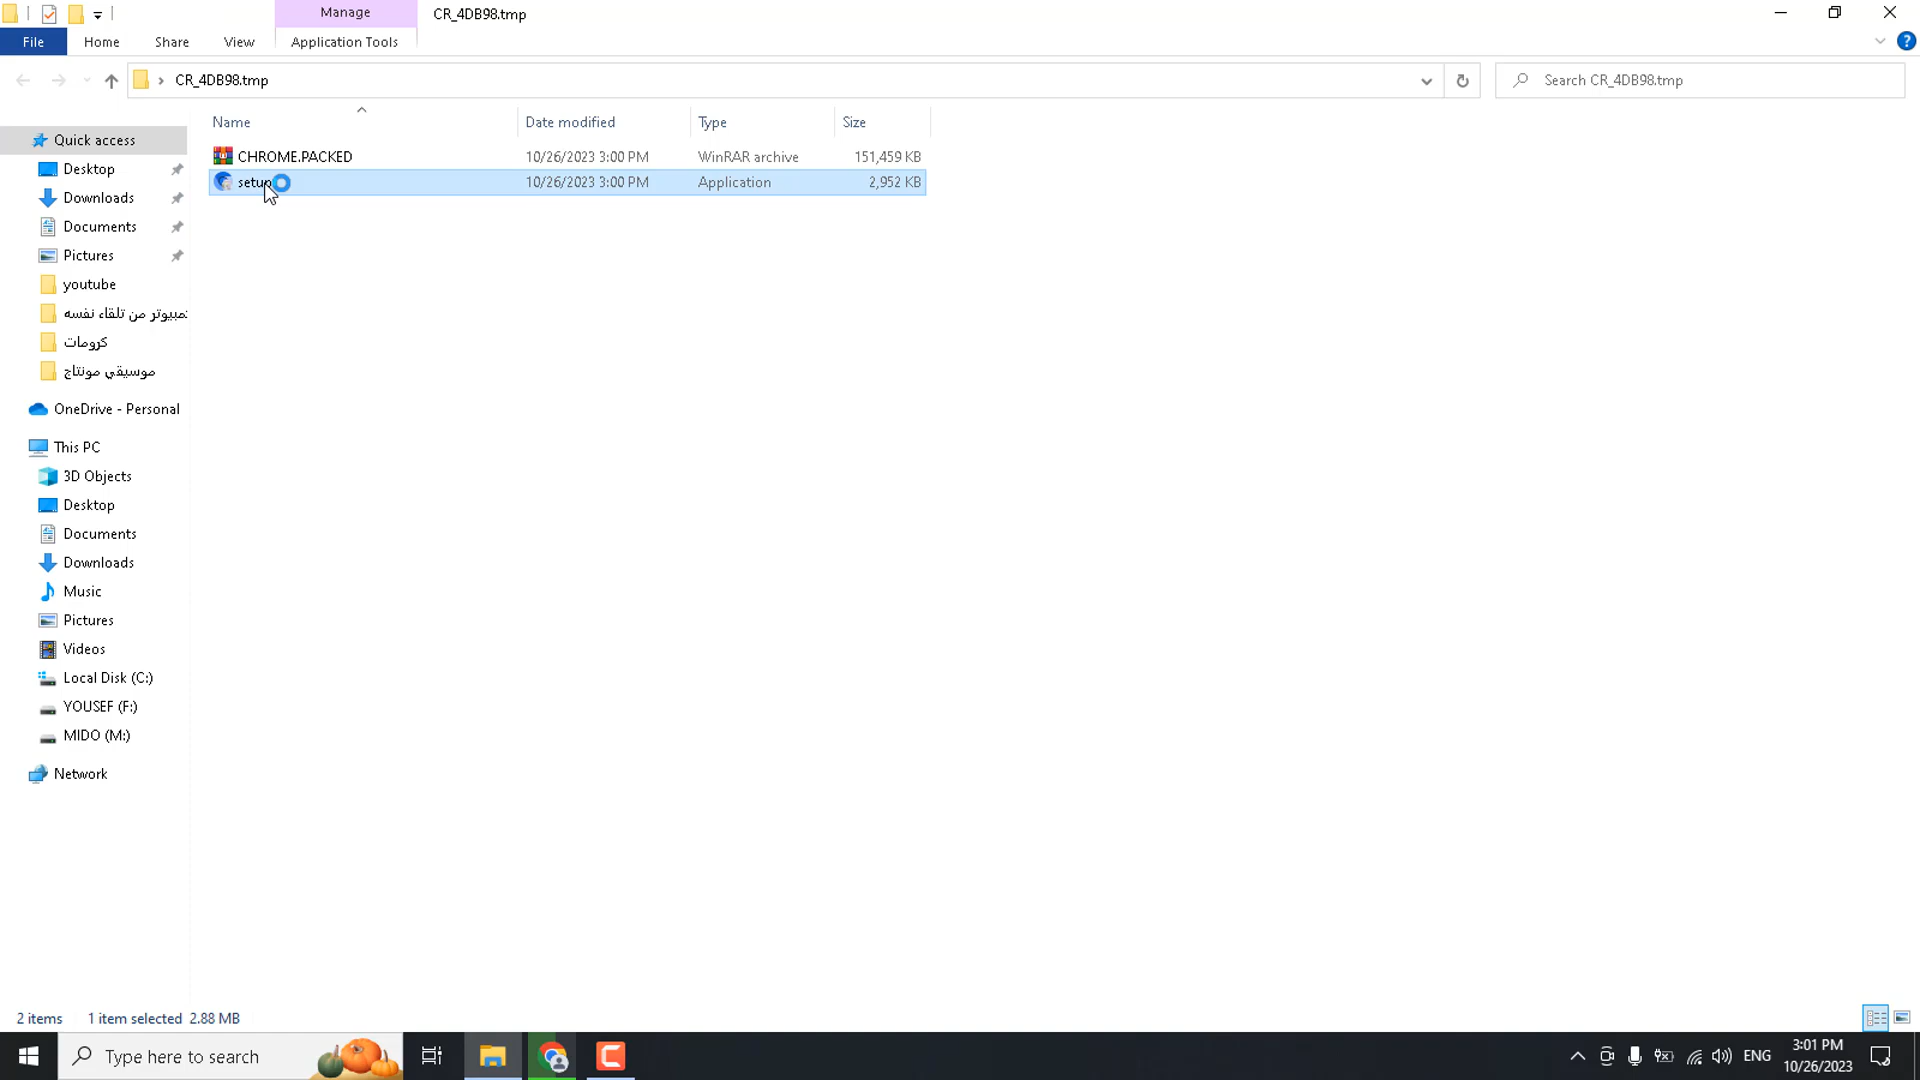 Manage
CR_4DB98.tmp
File
Home
Share
View
Application Tools
CR_4DB98.tmp
Search CR_4DB98.tmp
Name
Date modified
Type
Size
Quick access
CHROME.PACKED
10/26/2023 3:00 PM
WinRAR archive
151,459 KB
setup
10/26/2023 3:00 PM
Application
2,952 KB
Desktop
Downloads
Documents
Pictures
youtube
من تلقاء نفسه
كرومات
موسيقي مونتاج
OneDrive - Personal
This PC
3D Objects
Desktop
Documents
Downloads
Music
Pictures
Videos
Local Disk (C:)
YOUSEF (F:)
MIDO (M:)
Network
2 items
1 item selected 2.88 MB
Type here to search
ENG
3:01 PM
10/26/2023